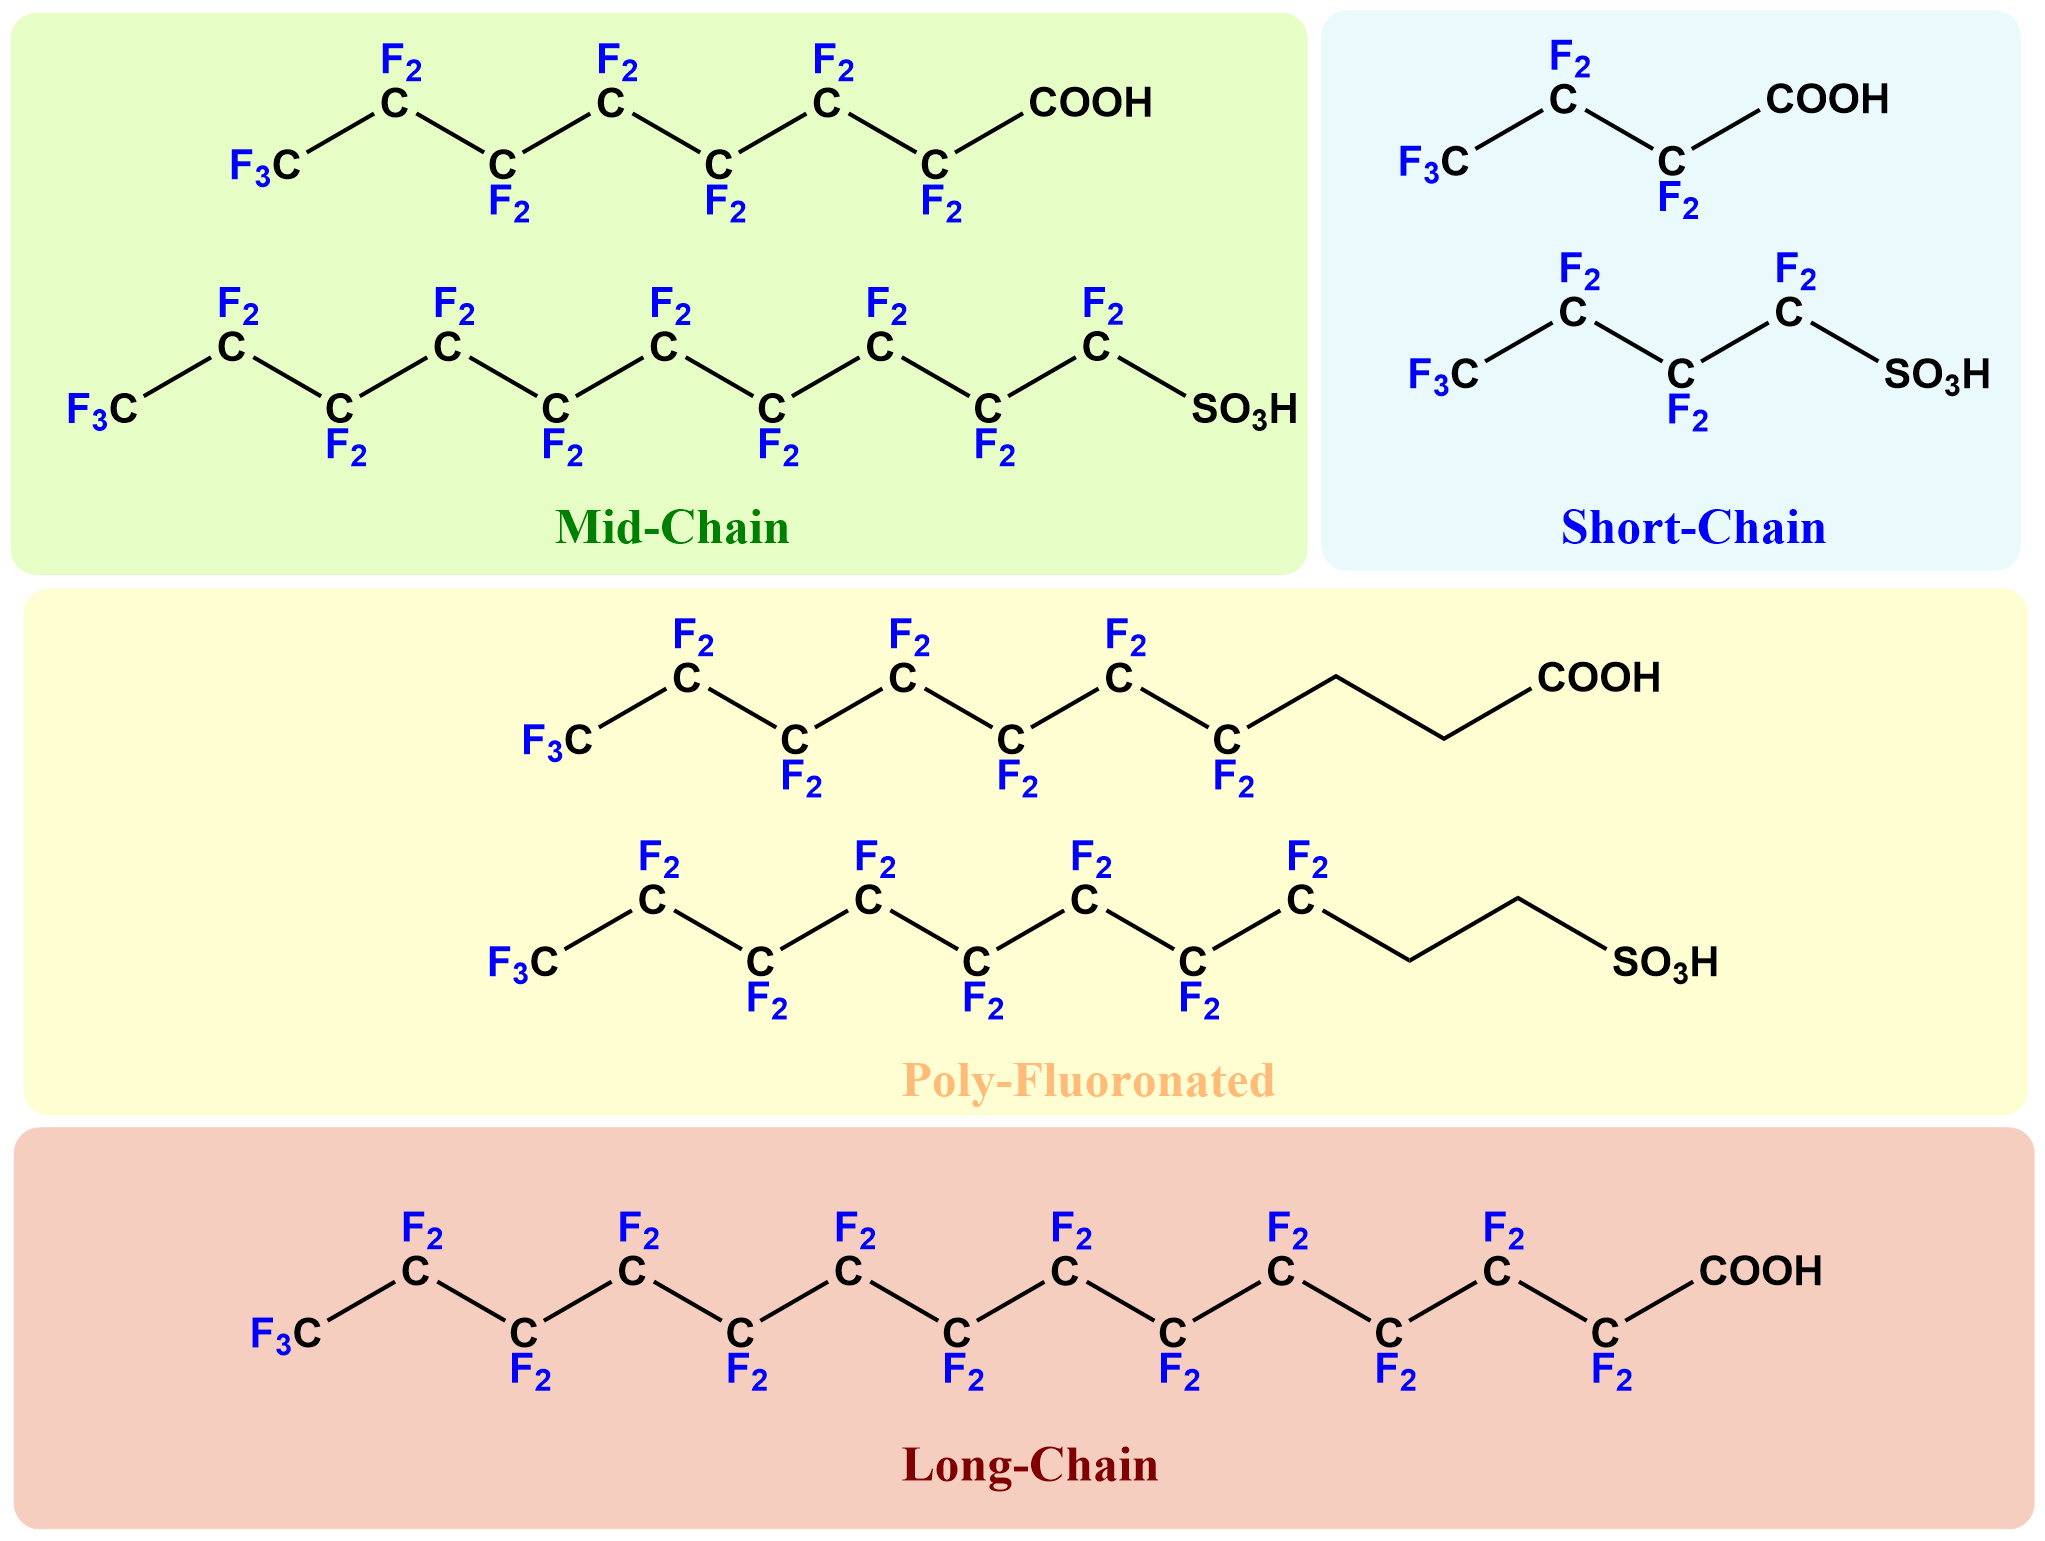 F2 F2 F2
C C C COOH
F3C C C C
F2 F2 F2
F2 F2 F2 F2 F2
C C C C C
F3C C C C C SO3H
F2 F2 F2 F2
Mid-Chain
F2
C COOH
F3C C
F2
F2 F2
C C
F3C C SO3H
F2
Short-Chain
F2 F2 F2
C C C COOH
F3C C C C
F2 F2 F2
F2 F2 F2 F2
C C C C
F3C C C C SO3H
F2 F2 F2
Poly-Fluoronated
F2 F2 F2 F2 F2 F2
C C C C C C COOH
F3C C C C C C C
F2 F2 F2 F2 F2 F2
Long-Chain